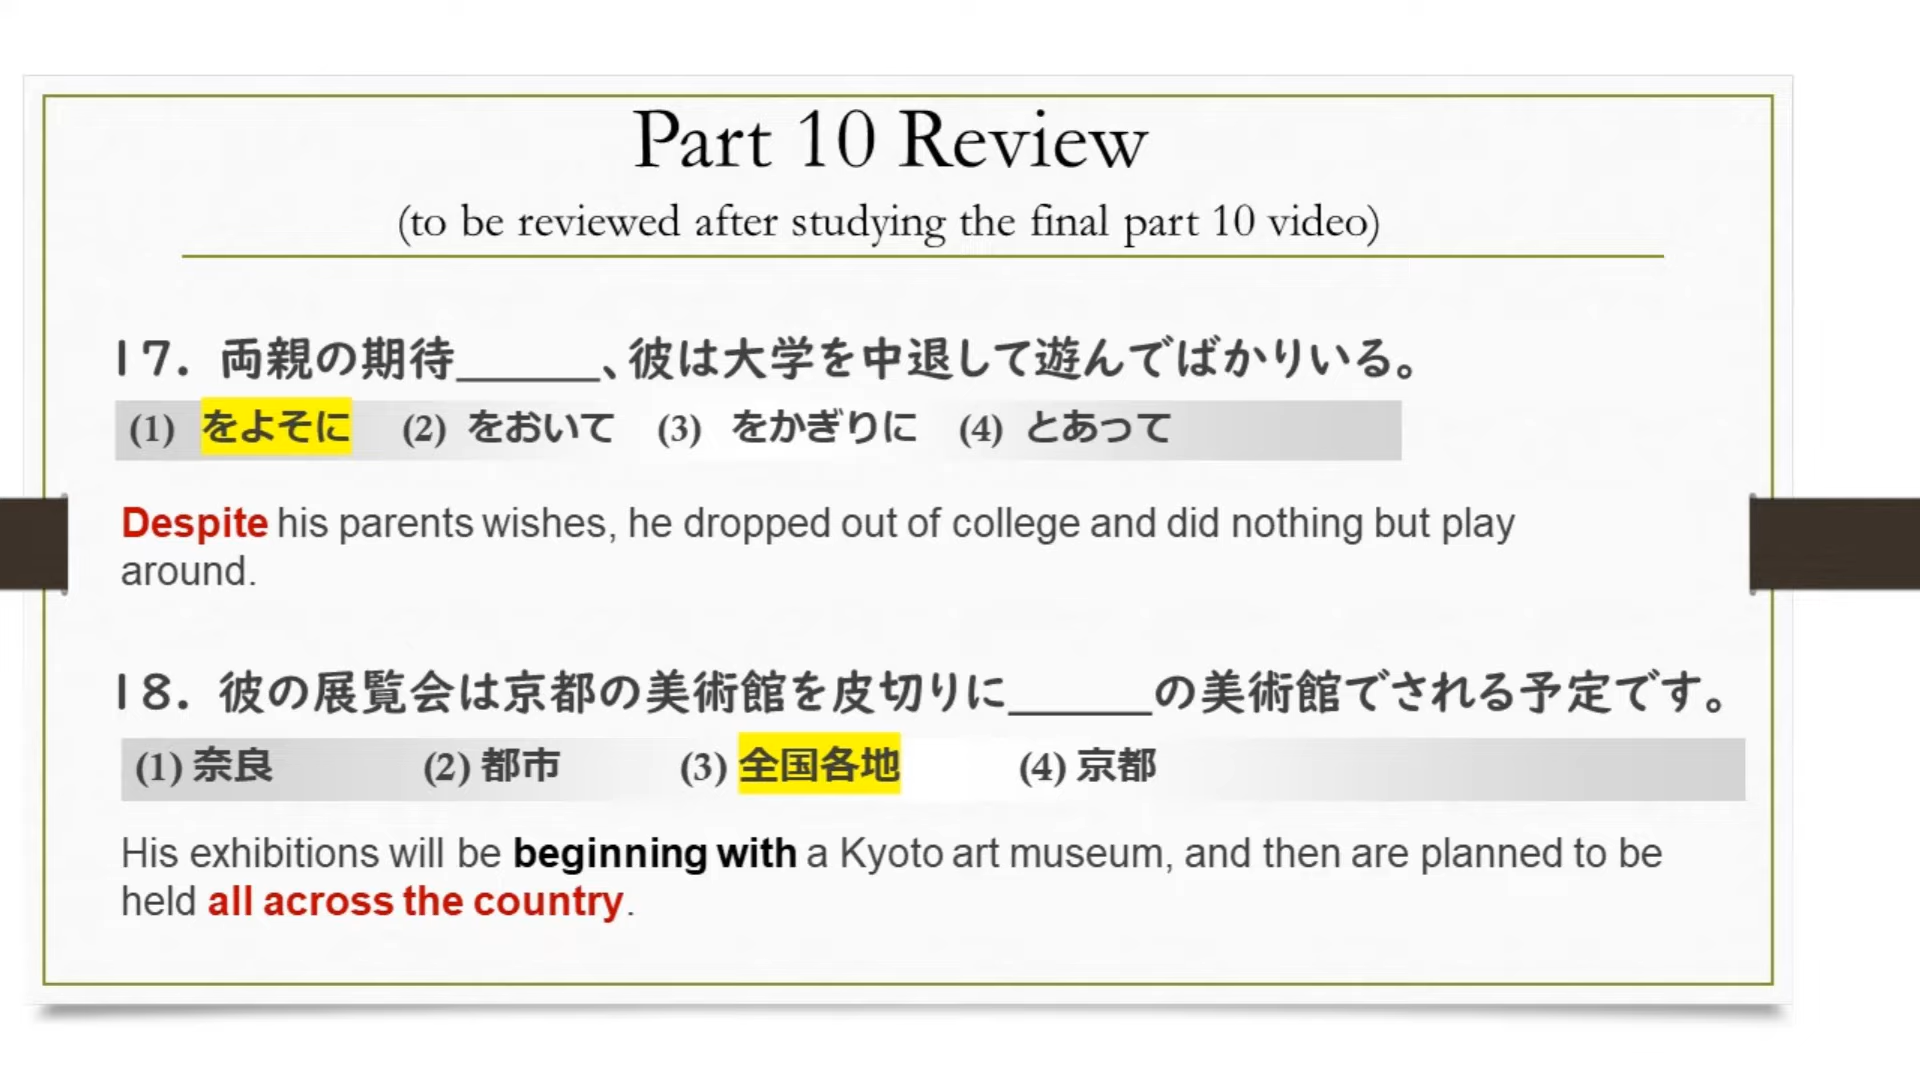 Part 10 Review
(to be reviewed after studying the final part 10 video)
17. 両親の期待______、彼は大学を中退して遊んでばかりいる。
(1) をよそに (2) をおいて (3) をかぎりに (4) とあって
Despite his parents wishes, he dropped out of college and did nothing but play
around.
18. 彼の展覧会は京都の美術館を皮切りに______の美術館でされる予定です。
(1) 奈良 (2) 都市 (3) 全国各地 (4) 京都
His exhibitions will be beginning with a Kyoto art museum, and then are planned to be
held all across the country.